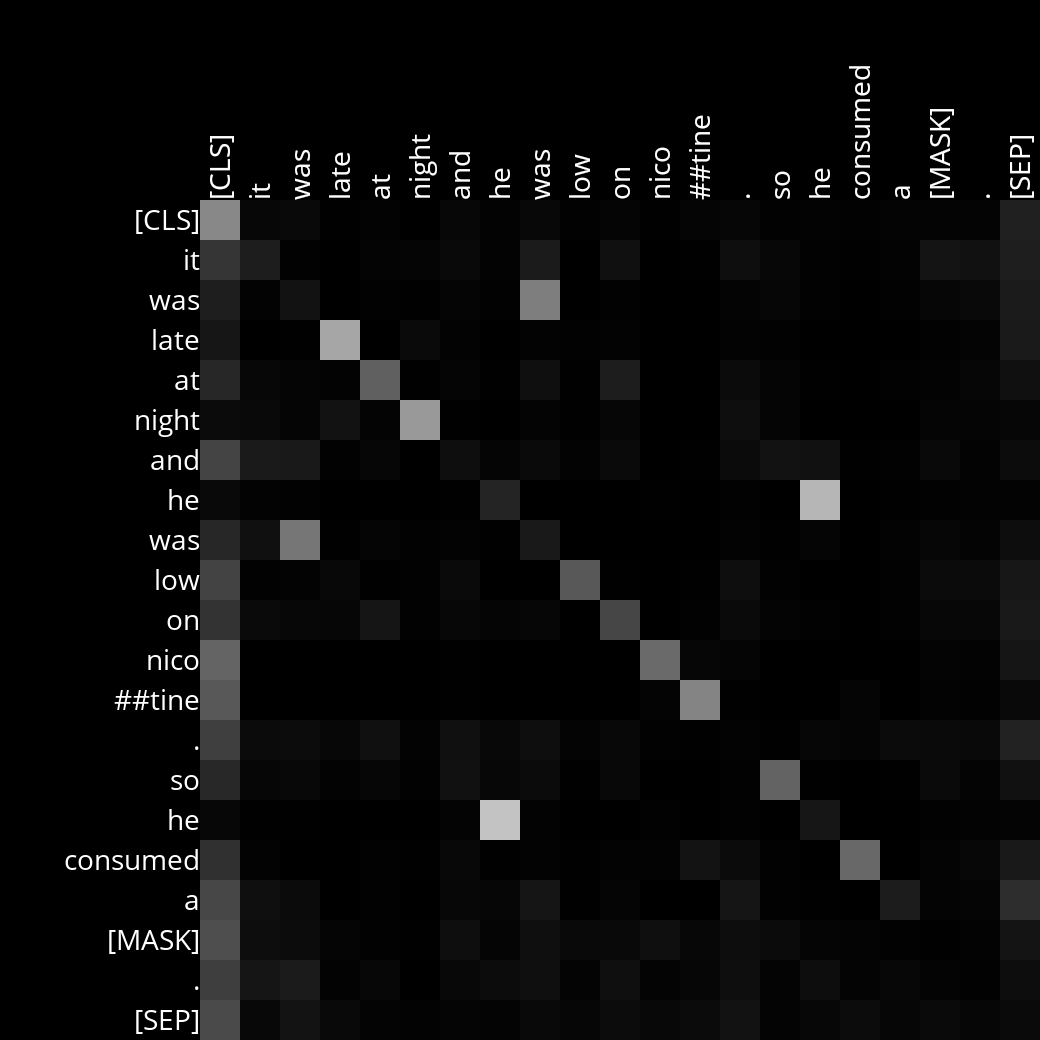 [CLS] it was late at night and he was low on nico ##tine . so he consumed a [MASK] . [SEP]
[CLS]
it
was
late
at
night
and
he
was
low
on
nico
##tine
.
so
he
consumed
a
[MASK]
.
[SEP]